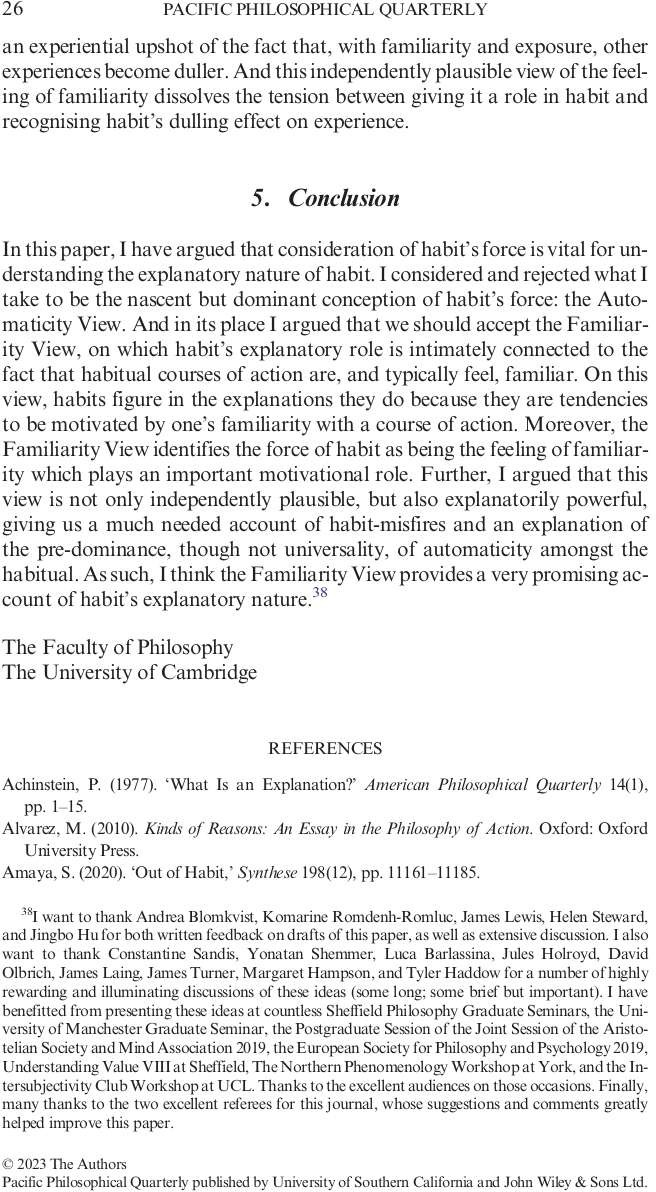 26 PACIFIC PHILOSOPHICAL QUARTERLY
an experiential upshot of the fact that, with familiarity and exposure, other
experiences become duller. And this independently plausible view of the feel-
ing of familiarity dissolves the tension between giving it a role in habit and
recognising habit's dulling effect on experience.
5. Conclusion
In this paper, I have argued that consideration of habit's force is vital for un-
derstanding the explanatory nature of habit. I considered and rejected what I
take to be the nascent but dominant conception of habit's force: the Auto-
maticity View. And in its place I argued that we should accept the Familiar-
ity View, on which habit's explanatory role is intimately connected to the
fact that habitual courses of action are, and typically feel, familiar. On this
view, habits figure in the explanations they do because they are tendencies
to be motivated by one's familiarity with a course of action. Moreover, the
Familiarity View identifies the force of habit as being the feeling of familiar-
ity which plays an important motivational role. Further, I argued that this
view is not only independently plausible, but also explanatorily powerful,
giving us a much needed account of habit-misfires and an explanation of
the pre-dominance, though not universality, of automaticity amongst the
habitual. As such, I think the Familiarity View provides a very promising ac-
count of habit's explanatory nature.38
The Faculty of Philosophy
The University of Cambridge
REFERENCES
Achinstein, P. (1977). ‘What Is an Explanation?’ American Philosophical Quarterly 14(1),
pp. 1–15.
Alvarez, M. (2010). Kinds of Reasons: An Essay in the Philosophy of Action. Oxford: Oxford
University Press.
Amaya, S. (2020). ‘Out of Habit,’ Synthese 198(12), pp. 11161–11185.
38I want to thank Andrea Blomkvist, Komarine Romdenh-Romluc, James Lewis, Helen Steward,
and Jingbo Hu for both written feedback on drafts of this paper, as well as extensive discussion. I also
want to thank Constantine Sandis, Yonatan Shemmer, Luca Barlassina, Jules Holroyd, David
Olbrich, James Laing, James Turner, Margaret Hampson, and Tyler Haddow for a number of highly
rewarding and illuminating discussions of these ideas (some long; some brief but important). I have
benefitted from presenting these ideas at countless Sheffield Philosophy Graduate Seminars, the Uni-
versity of Manchester Graduate Seminar, the Postgraduate Session of the Joint Session of the Aristo-
telian Society and Mind Association 2019, the European Society for Philosophy and Psychology 2019,
Understanding Value VIII at Sheffield, The Northern Phenomenology Workshop at York, and the In-
tersubjectivity Club Workshop at UCL. Thanks to the excellent audiences on those occasions. Finally,
many thanks to the two excellent referees for this journal, whose suggestions and comments greatly
helped improve this paper.
© 2023 The Authors
Pacific Philosophical Quarterly published by University of Southern California and John Wiley & Sons Ltd.